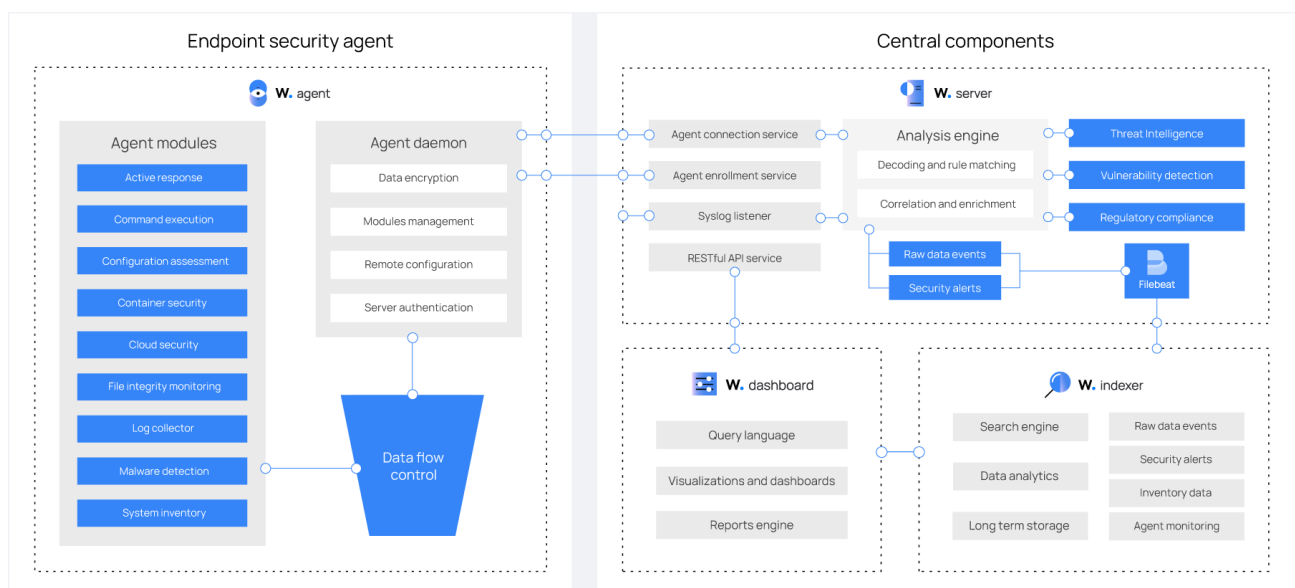 Endpoint security agent
W. agent
Agent modules
Active response
Command execution
Configuration assessment
Container security
Cloud security
File integrity monitoring
Log collector
Malware detection
System inventory
Agent daemon
Data encryption
Modules management
Remote configuration
Server authentication
Data flow
control
Central components
W. server
Agent connection service
Agent enrollment service
Syslog listener
RESTful API service
Analysis engine
Decoding and rule matching
Correlation and enrichment
Threat Intelligence
Vulnerability detection
Regulatory compliance
Raw data events
Security alerts
Filebeat
W. dashboard
Query language
Visualizations and dashboards
Reports engine
W. indexer
Search engine
Data analytics
Long term storage
Raw data events
Security alerts
Inventory data
Agent monitoring